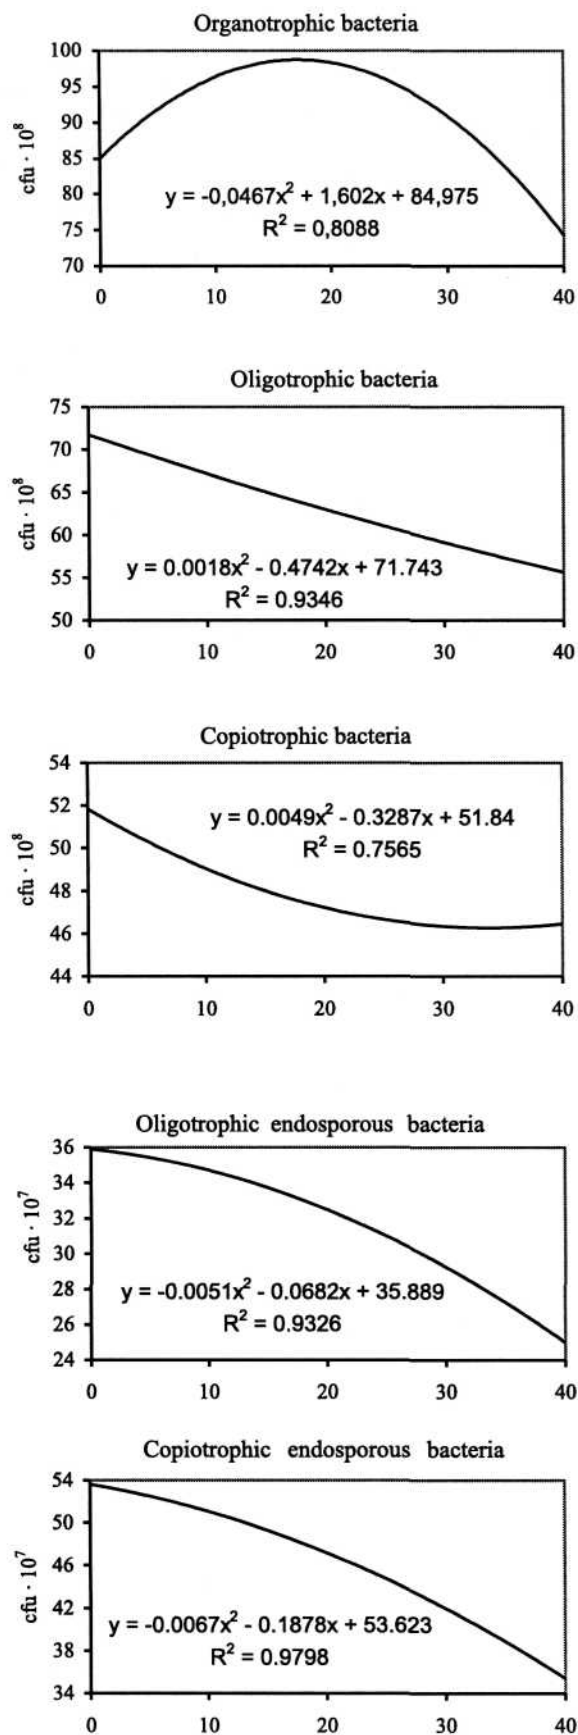 Organotrophic bacteria
100
95
90
85
80
75
70
cfu · 10⁸
y = -0,0467x² + 1,602x + 84,975
R² = 0,8088
0 10 20 30 40
Oligotrophic bacteria
75
70
65
60
55
50
cfu · 10⁸
y = 0.0018x² - 0.4742x + 71.743
R² = 0.9346
0 10 20 30 40
Copiotrophic bacteria
54
52
50
48
46
44
cfu · 10⁸
y = 0.0049x² - 0.3287x + 51.84
R² = 0.7565
0 10 20 30 40
Oligotrophic endosporous bacteria
36
34
32
30
28
26
24
cfu · 10⁷
y = -0.0051x² - 0.0682x + 35.889
R² = 0.9326
0 10 20 30 40
Copiotrophic endosporous bacteria
54
50
46
42
38
34
cfu · 10⁷
y = -0.0067x² - 0.1878x + 53.623
R² = 0.9798
0 10 20 30 40